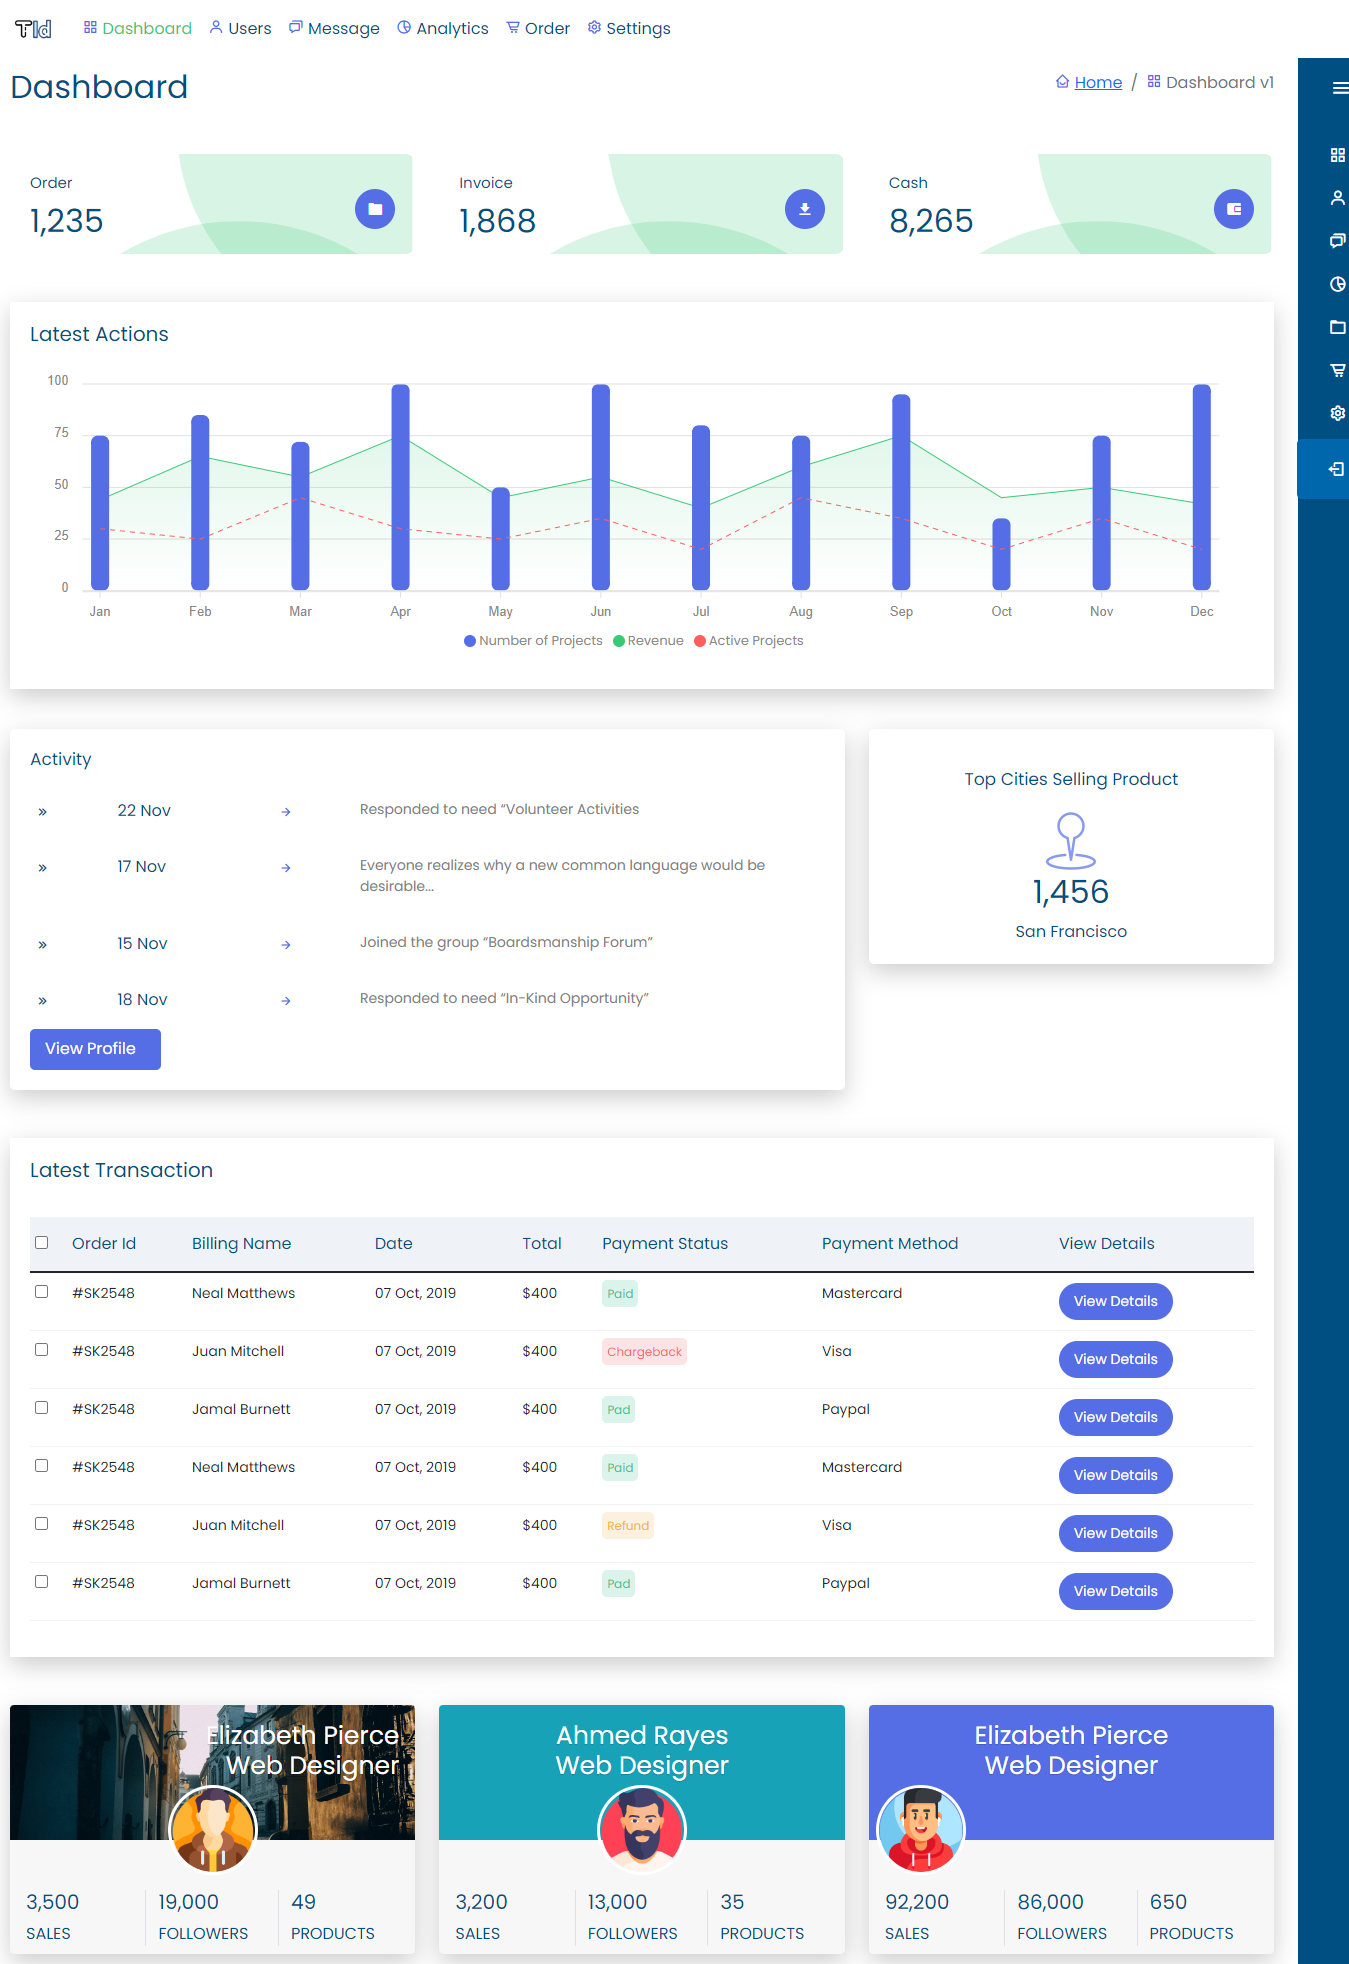 Tld Dashboard Users Message Analytics Order Settings
Dashboard
Home / Dashboard v1
Order
1,235
Invoice
1,868
Cash
8,265
Latest Actions
100
75
50
25
0
Jan Feb Mar Apr May Jun Jul Aug Sep Oct Nov Dec
Number of Projects Revenue Active Projects
Activity
22 Nov Responded to need “Volunteer Activities
17 Nov Everyone realizes why a new common language would be
desirable...
15 Nov Joined the group “Boardsmanship Forum”
18 Nov Responded to need “In-Kind Opportunity”
View Profile
Top Cities Selling Product
1,456
San Francisco
Latest Transaction
Order Id Billing Name Date Total Payment Status Payment Method View Details
#SK2548 Neal Matthews 07 Oct, 2019 $400 Paid Mastercard View Details
#SK2548 Juan Mitchell 07 Oct, 2019 $400 Chargeback Visa View Details
#SK2548 Jamal Burnett 07 Oct, 2019 $400 Pad Paypal View Details
#SK2548 Neal Matthews 07 Oct, 2019 $400 Paid Mastercard View Details
#SK2548 Juan Mitchell 07 Oct, 2019 $400 Refund Visa View Details
#SK2548 Jamal Burnett 07 Oct, 2019 $400 Pad Paypal View Details
Elizabeth Pierce
Web Designer
3,500 19,000 49
SALES FOLLOWERS PRODUCTS
Ahmed Rayes
Web Designer
3,200 13,000 35
SALES FOLLOWERS PRODUCTS
Elizabeth Pierce
Web Designer
92,200 86,000 650
SALES FOLLOWERS PRODUCTS